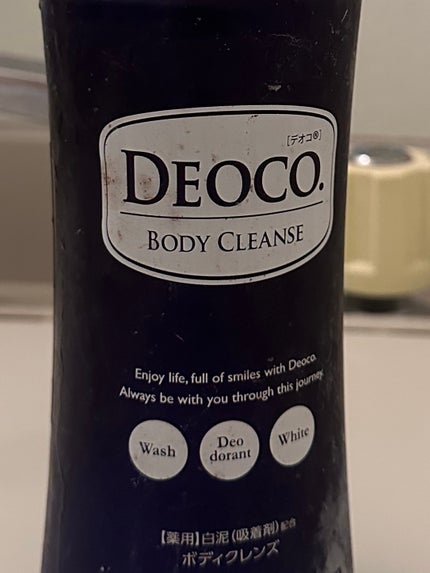 [デオコ®]
DEOCO.
BODY CLEANSE
Enjoy life, full of smiles with Deoco.
Always be with you through this journey.
Wash
Deo
dorant
White
【薬用】白泥(吸着剤)配合
ボディクレンズ